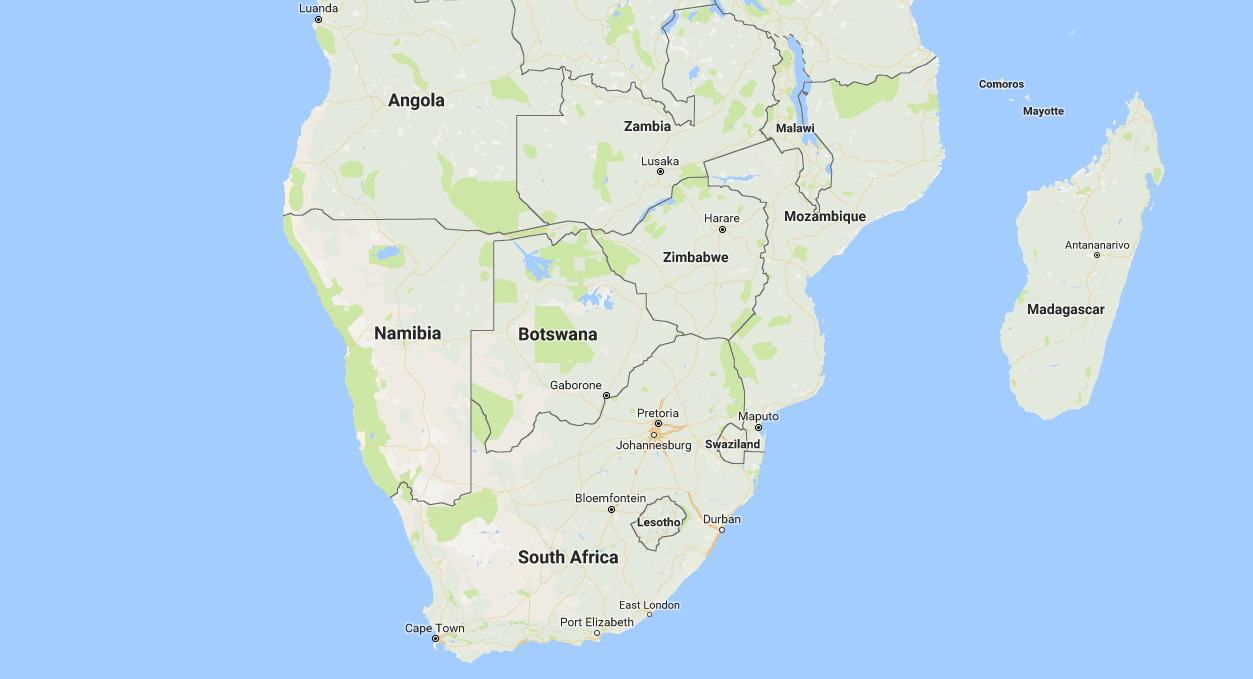 Luanda
Comoros
Angola
Mayotte
Zambia
Malawi
Lusaka
Mozambique
Harare
Antananarivo
Zimbabwe
Madagascar
Namibia
Botswana
Gaborone
Pretoria
Maputo
Johannesburg
Swaziland
Bloemfontein
Lesotho
Durban
South Africa
East London
Port Elizabeth
Cape Town